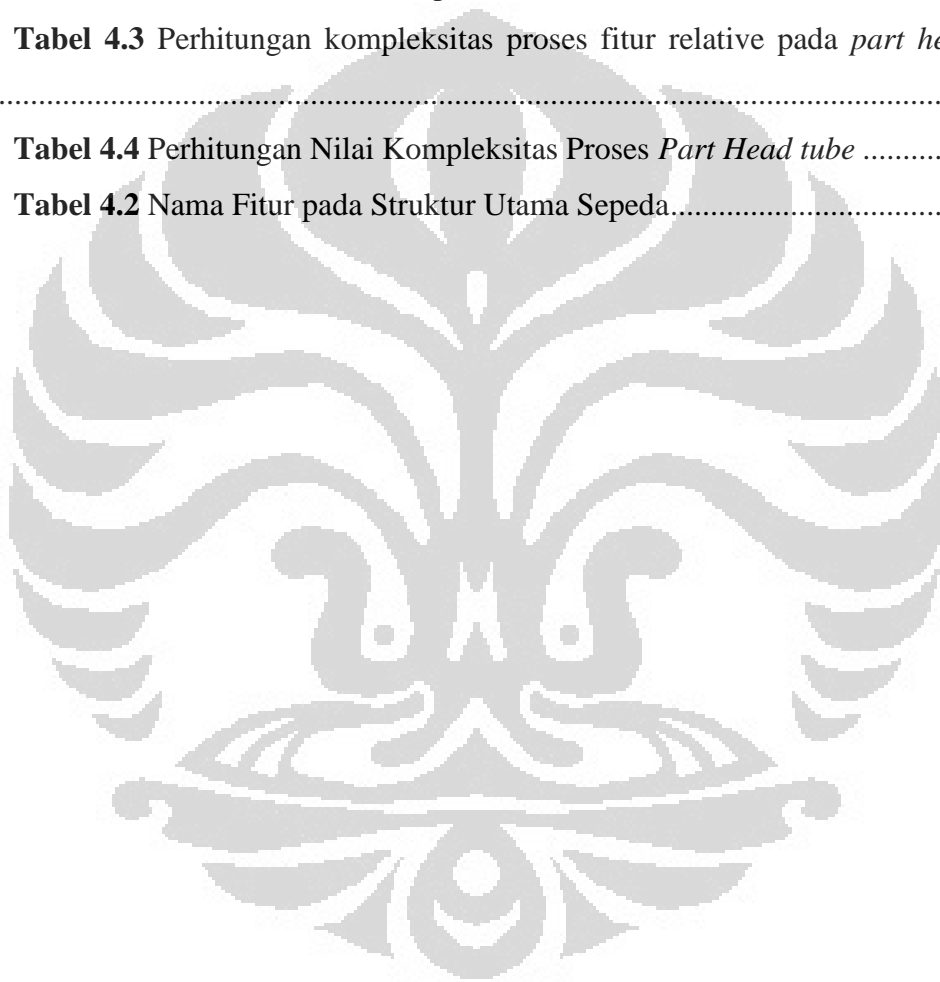 Tabel 4.3 Perhitungan kompleksitas proses fitur relative pada part
................................................................................................................
Tabel 4.4 Perhitungan Nilai Kompleksitas Proses Part Head tube ..........
Tabel 4.2 Nama Fitur pada Struktur Utama Sepeda..................................